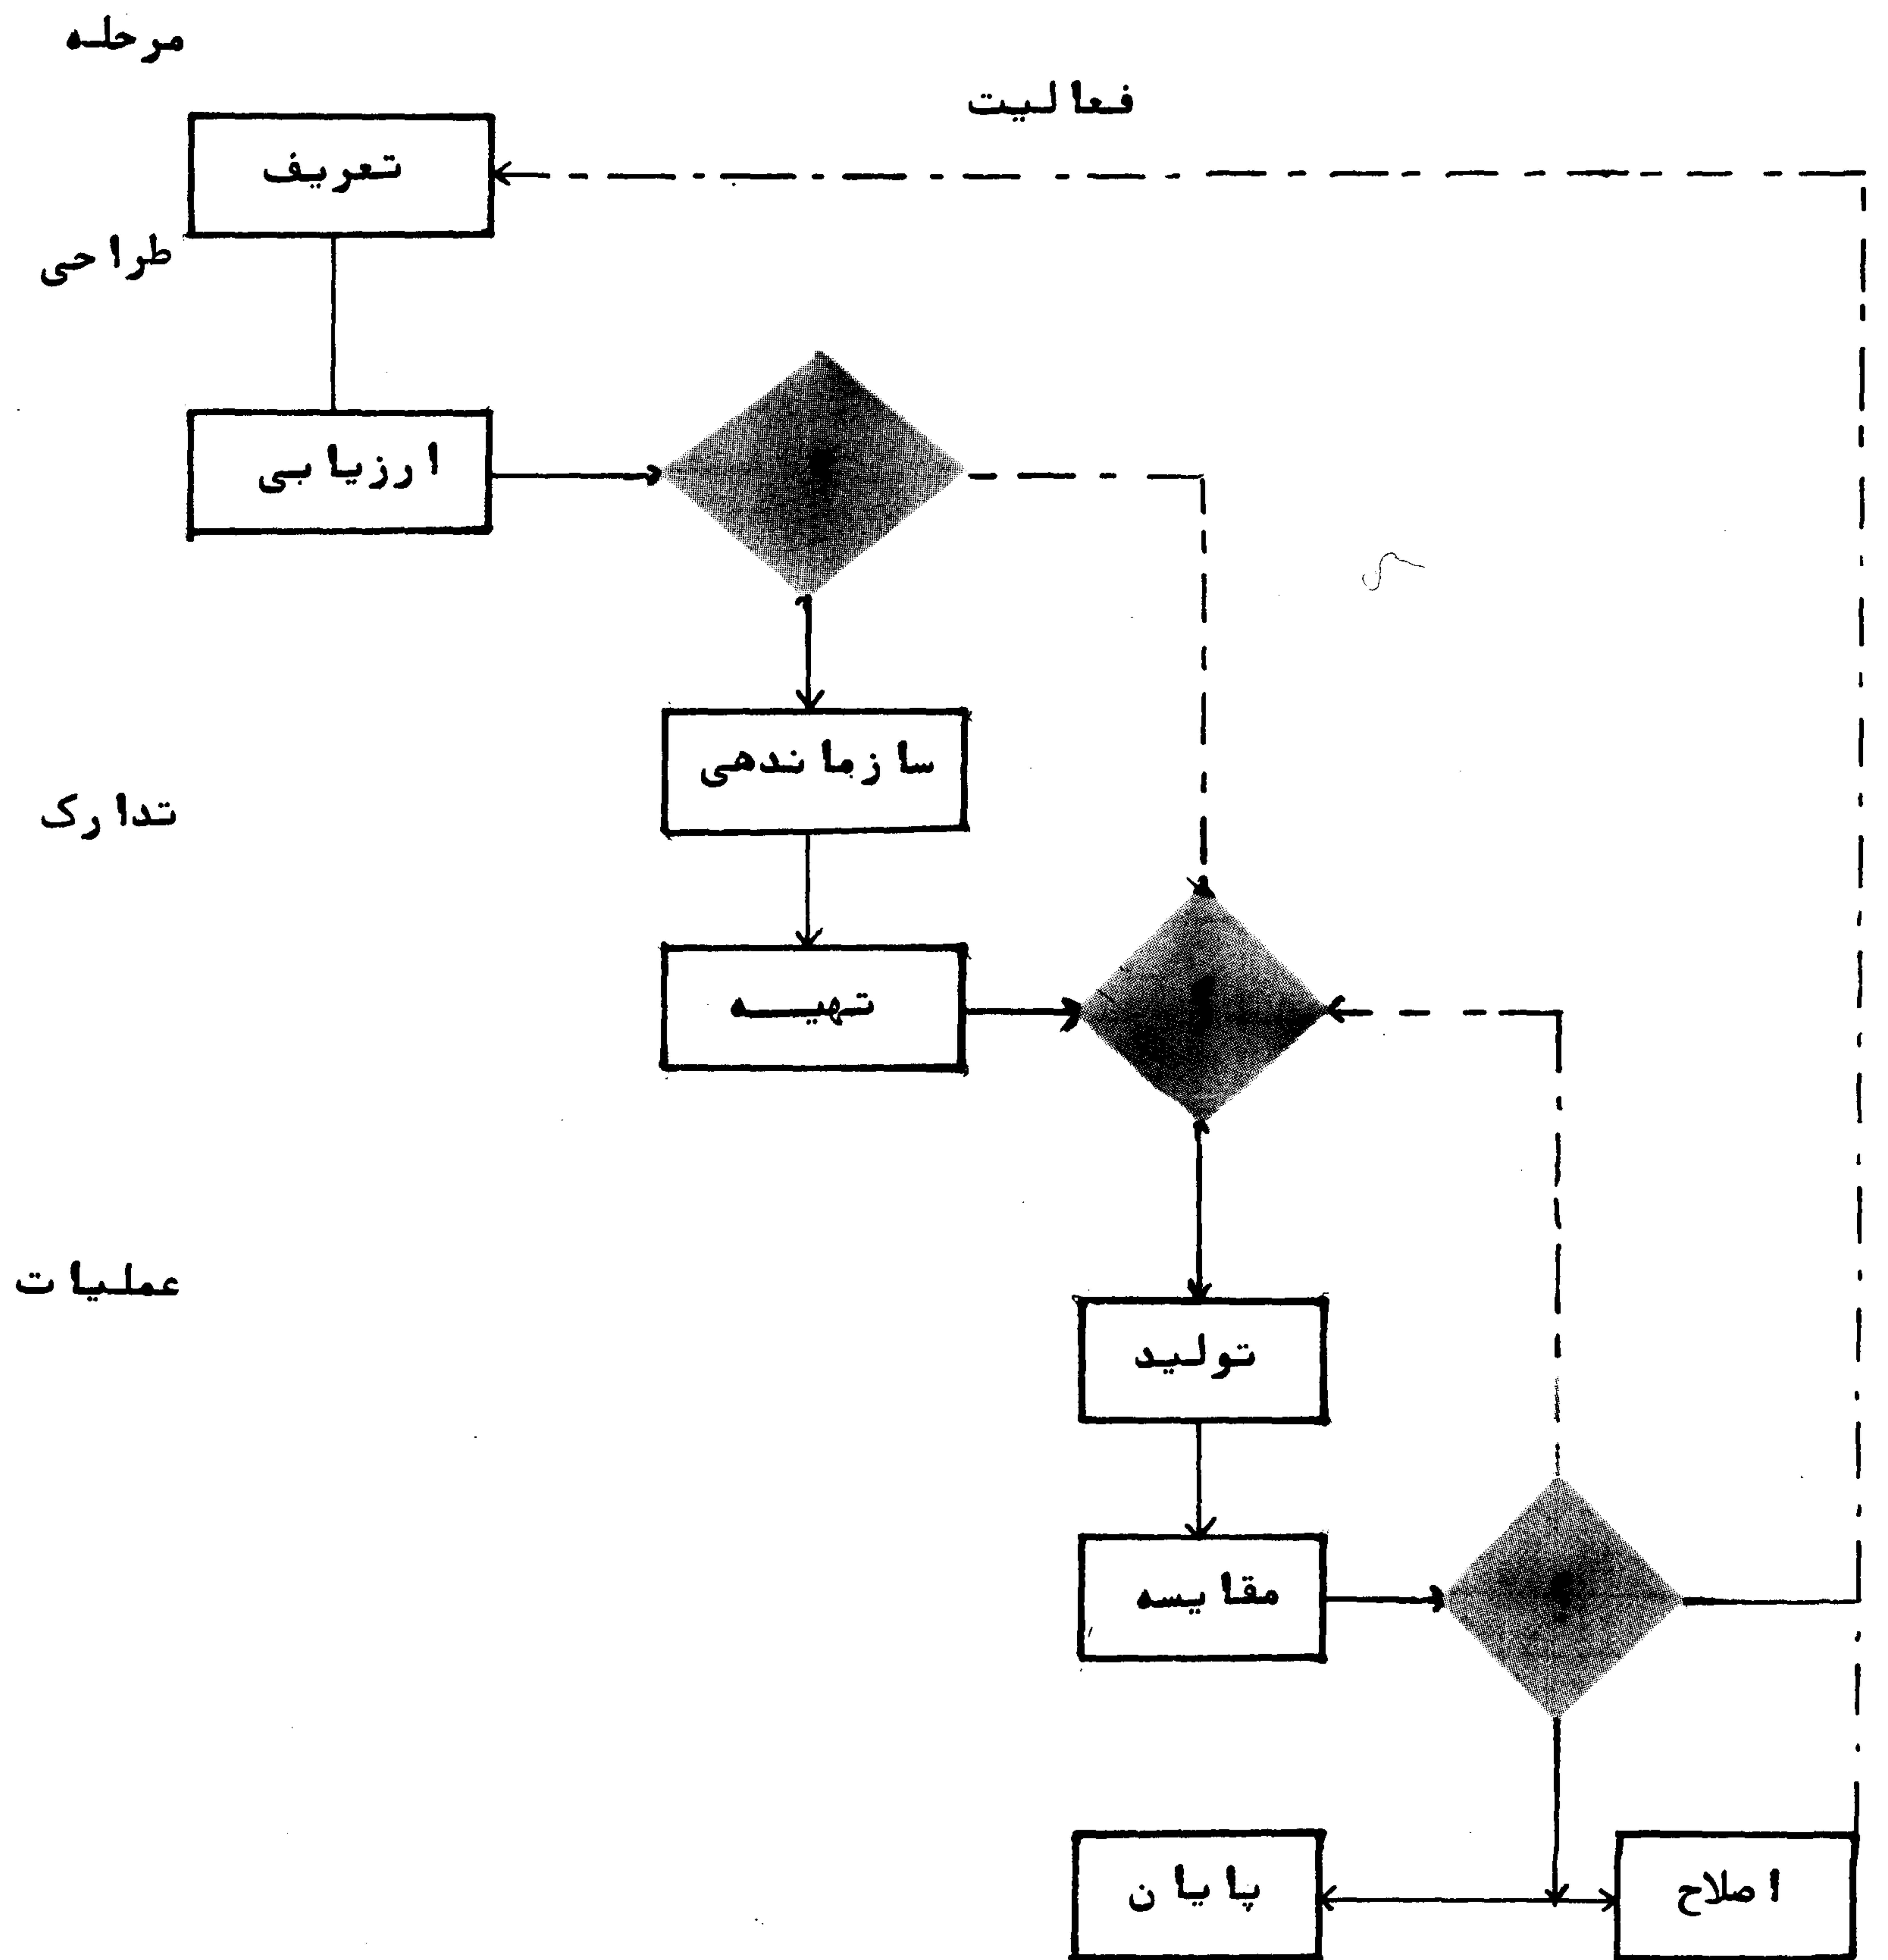 مرحله
فعالیت
تعریف
طراحی
ارزیابی
؟
سازماندهی
تدارک
تهیه
؟
عملیات
تولید
مقایسه
؟
پایان
اصلاح